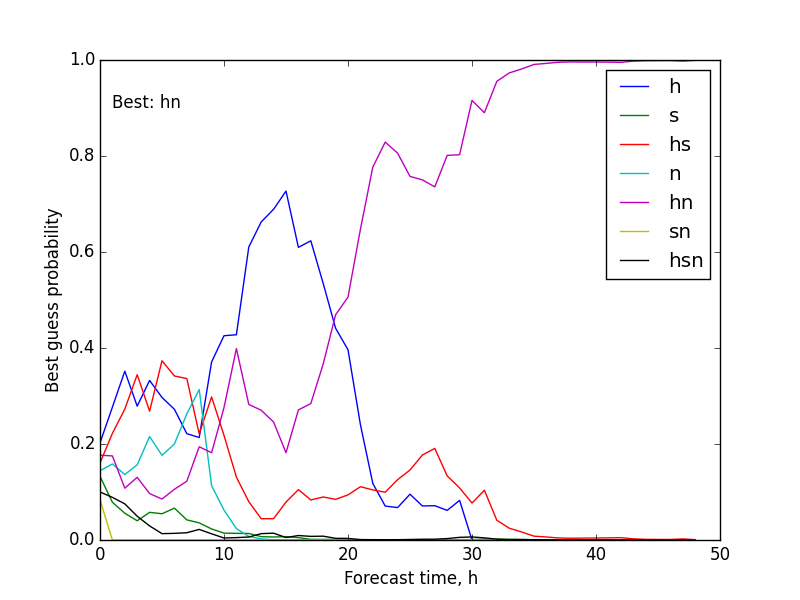 1.0
0.8
0.6
0.4
0.2
0.0
Best guess probability
Best: hn
h
s
hs
n
hn
sn
hsn
0 10 20 30 40 50
Forecast time, h